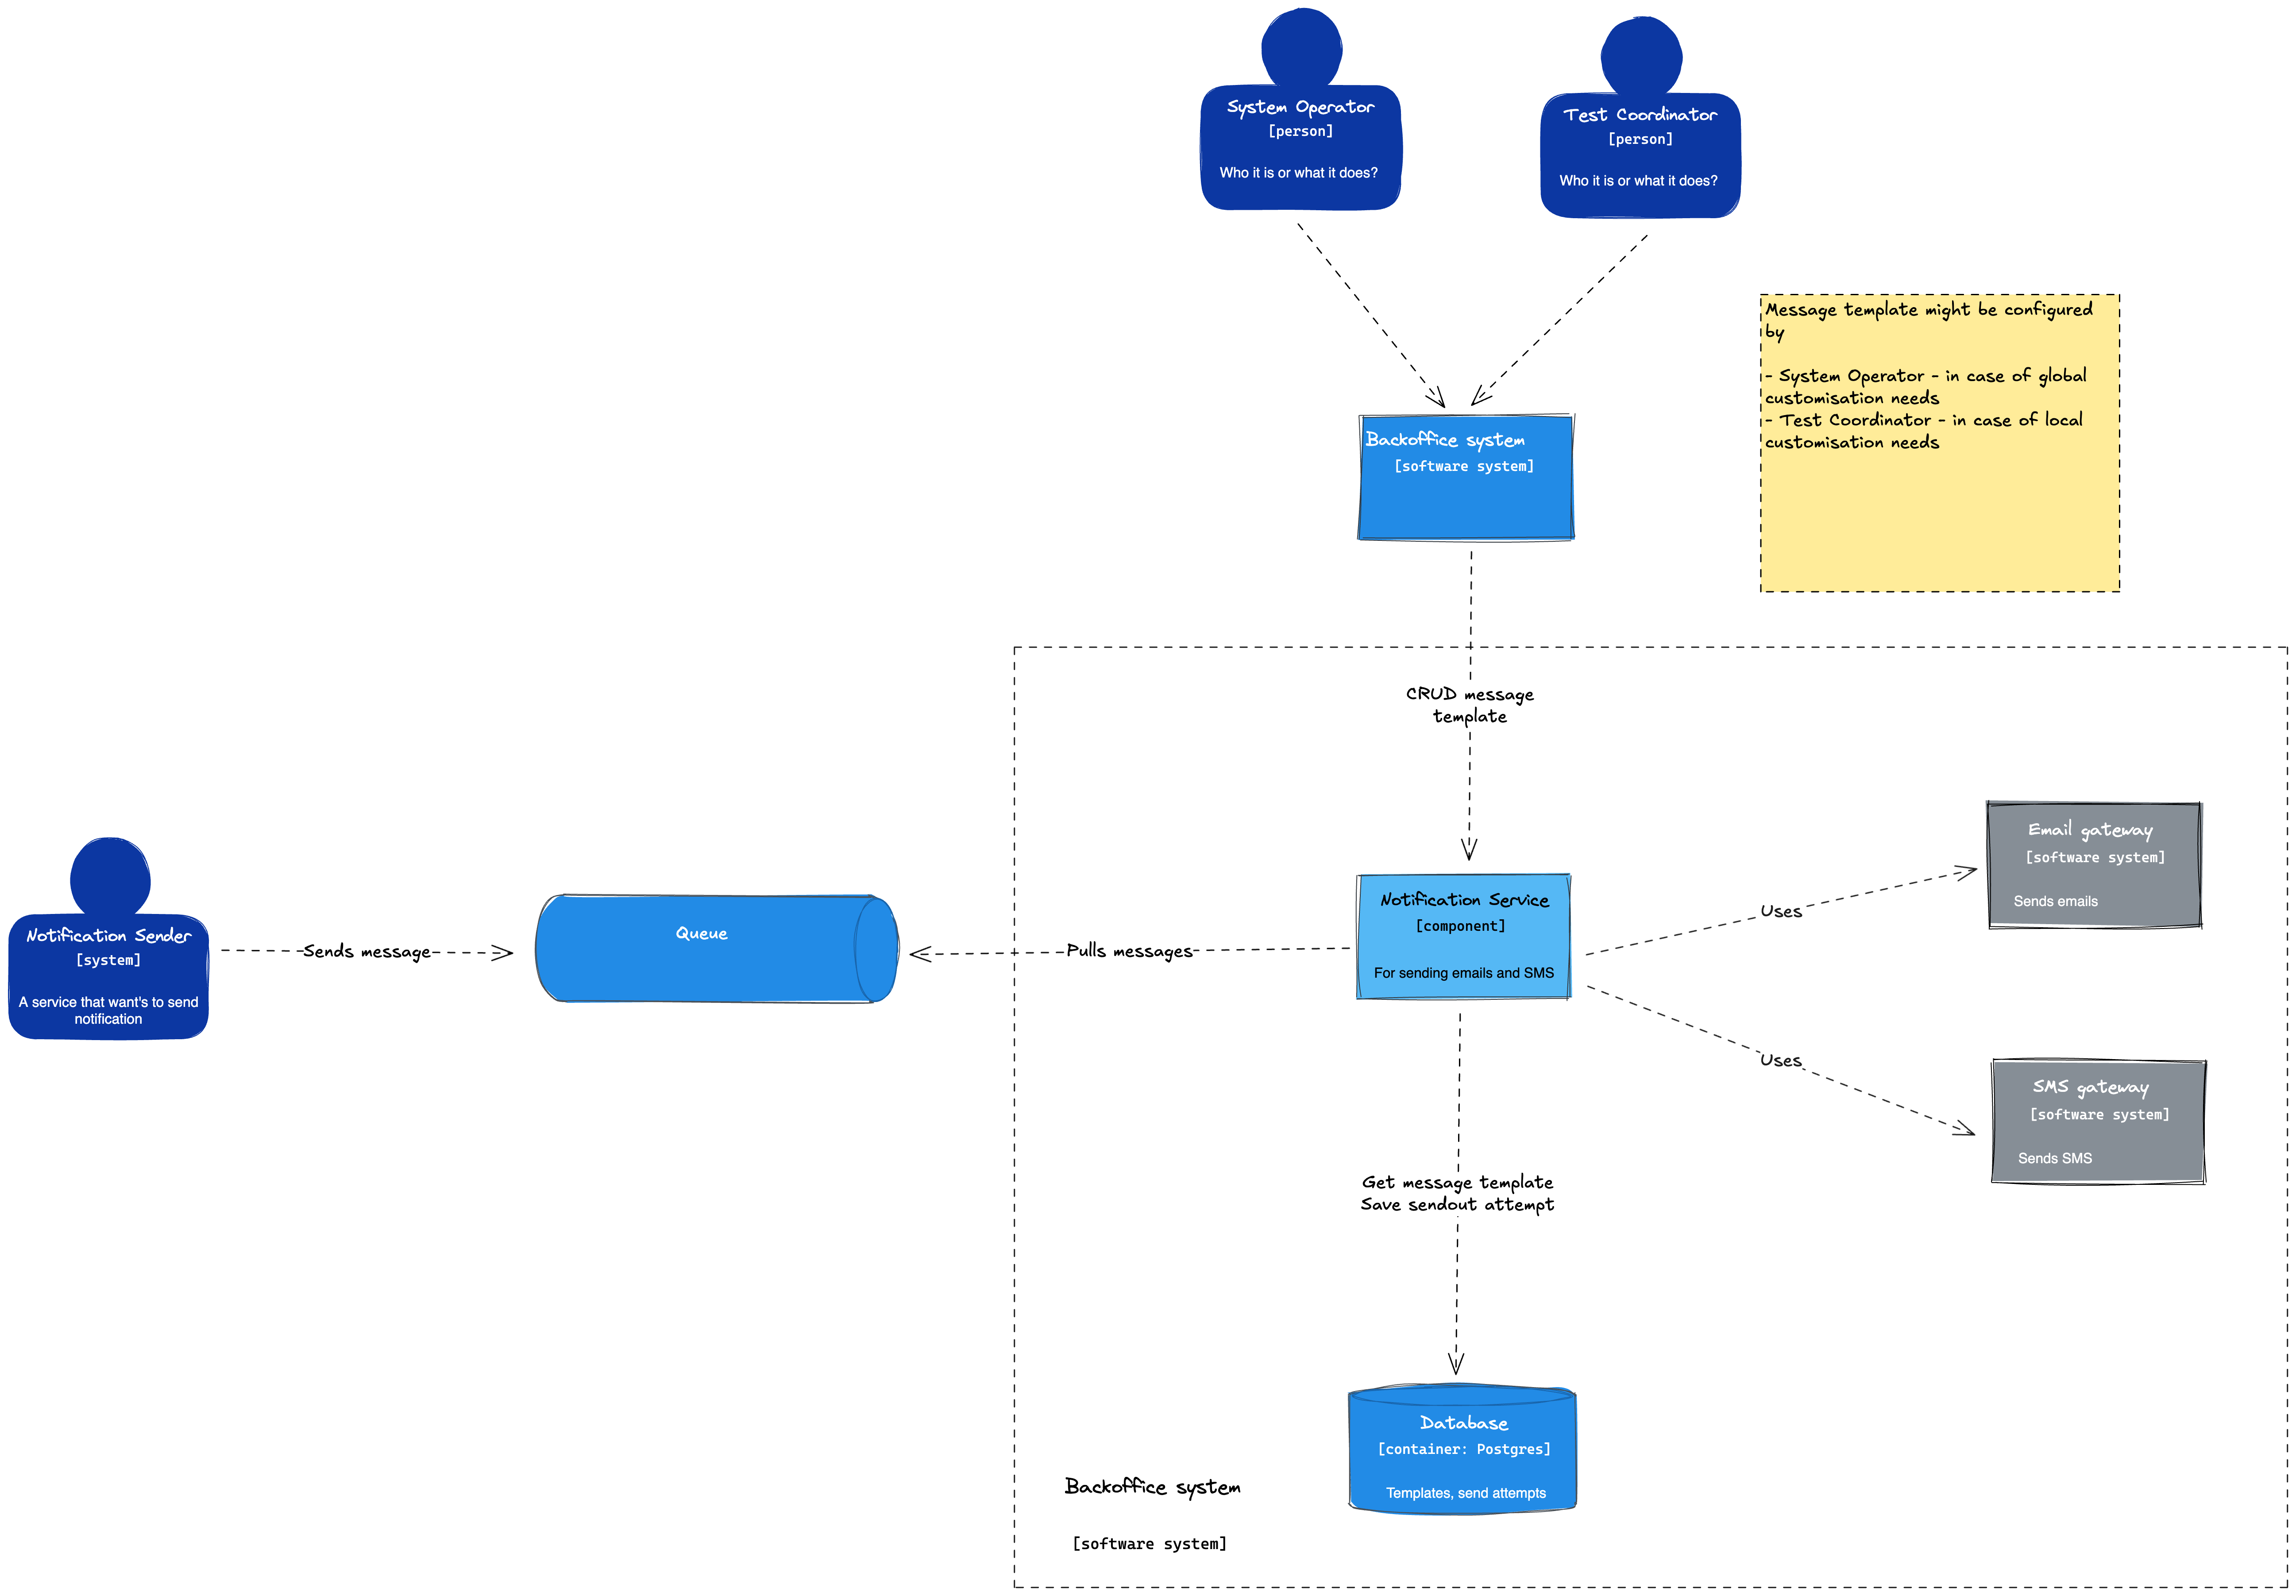 System Operator
[person]
Who it is or what it does?
Test Coordinator
[person]
Who it is or what it does?
Message template might be configured
by
- System Operator - in case of global
customisation needs
- Test Coordinator - in case of local
customisation needs
Backoffice system
[software system]
CRUD message
template
Notification Sender
[system]
A service that want's to send
notification
Sends message
Queue
Pulls messages
Notification Service
[component]
For sending emails and SMS
Uses
Email gateway
[software system]
Sends emails
Uses
SMS gateway
[software system]
Sends SMS
Get message template
Save sendout attempt
Database
[container: Postgres]
Templates, send attempts
Backoffice system
[software system]